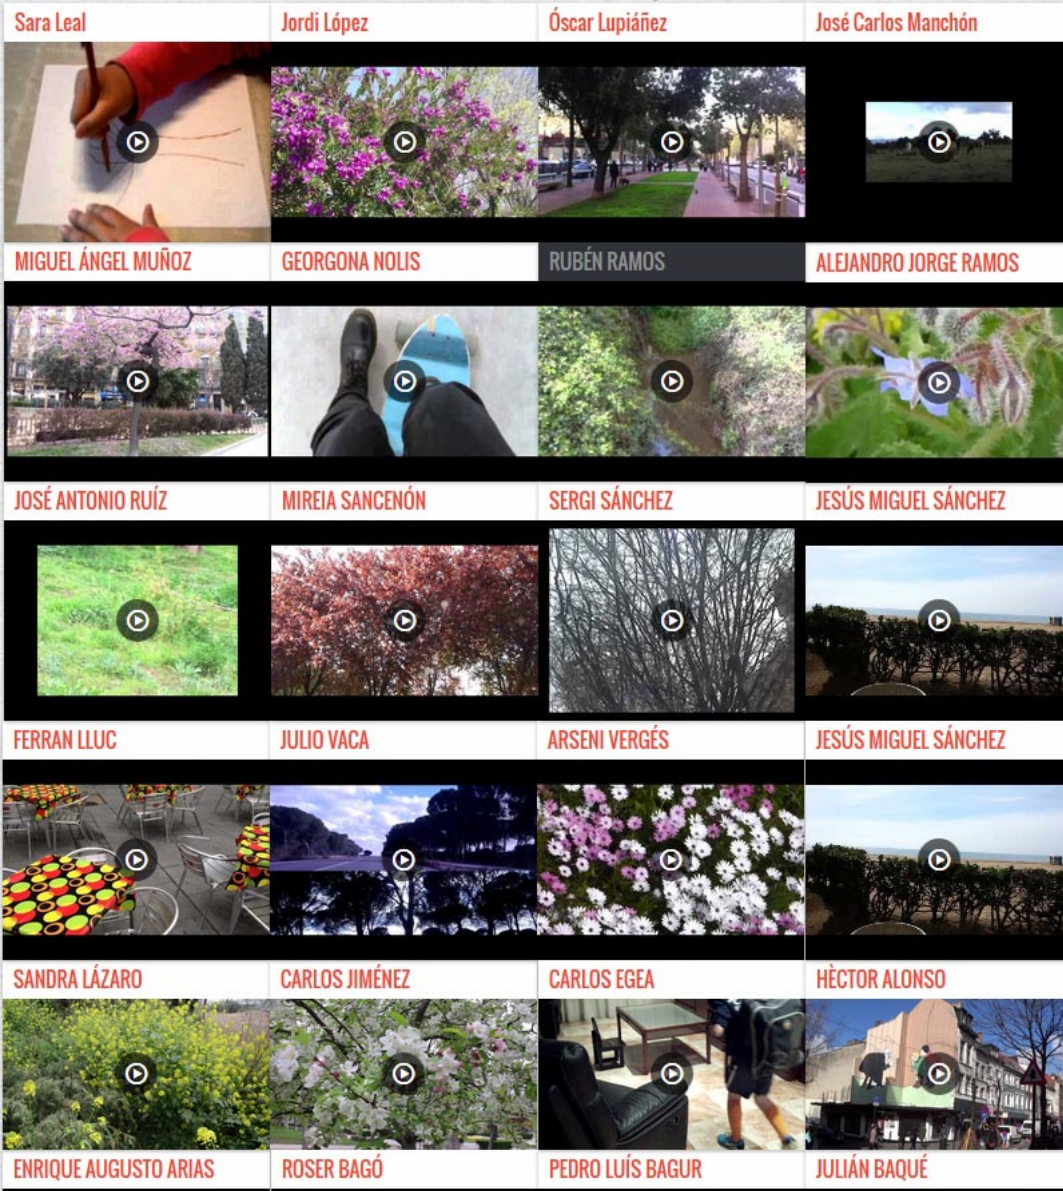 Sara Leal
Jordi López
Óscar Lupiáñez
José Carlos Manchón
MIGUEL ÁNGEL MUÑOZ
GEORGONA NOLIS
RUBÉN RAMOS
ALEJANDRO JORGE RAMOS
JOSÉ ANTONIO RUÍZ
MIREIA SANCENÓN
SERGI SÁNCHEZ
JESÚS MIGUEL SÁNCHEZ
FERRAN LLUC
JULIO VACA
ARSENI VERGÉS
JESÚS MIGUEL SÁNCHEZ
SANDRA LÁZARO
CARLOS JIMÉNEZ
CARLOS EGEA
HÈCTOR ALONSO
ENRIQUE AUGUSTO ARIAS
ROSER BAGÓ
PEDRO LUÍS BAGUR
JULIÁN BAQUÉ